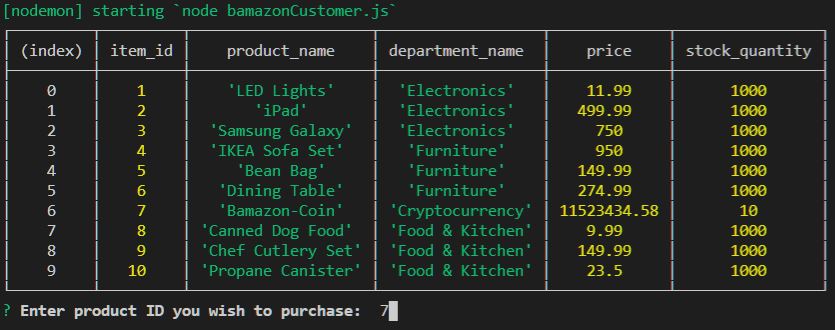 [nodemon] starting `node bamazonCustomer.js`
(index) item_id product_name department_name price stock_quantity
0 1 'LED Lights' 'Electronics' 11.99 1000
1 2 'iPad' 'Electronics' 499.99 1000
2 3 'Samsung Galaxy' 'Electronics' 750 1000
3 4 'IKEA Sofa Set' 'Furniture' 950 1000
4 5 'Bean Bag' 'Furniture' 149.99 1000
5 6 'Dining Table' 'Furniture' 274.99 1000
6 7 'Bamazon-Coin' 'Cryptocurrency' 11523434.58 10
7 8 'Canned Dog Food' 'Food & Kitchen' 9.99 1000
8 9 'Chef Cutlery Set' 'Food & Kitchen' 149.99 1000
9 10 'Propane Canister' 'Food & Kitchen' 23.5 1000
? Enter product ID you wish to purchase: 7